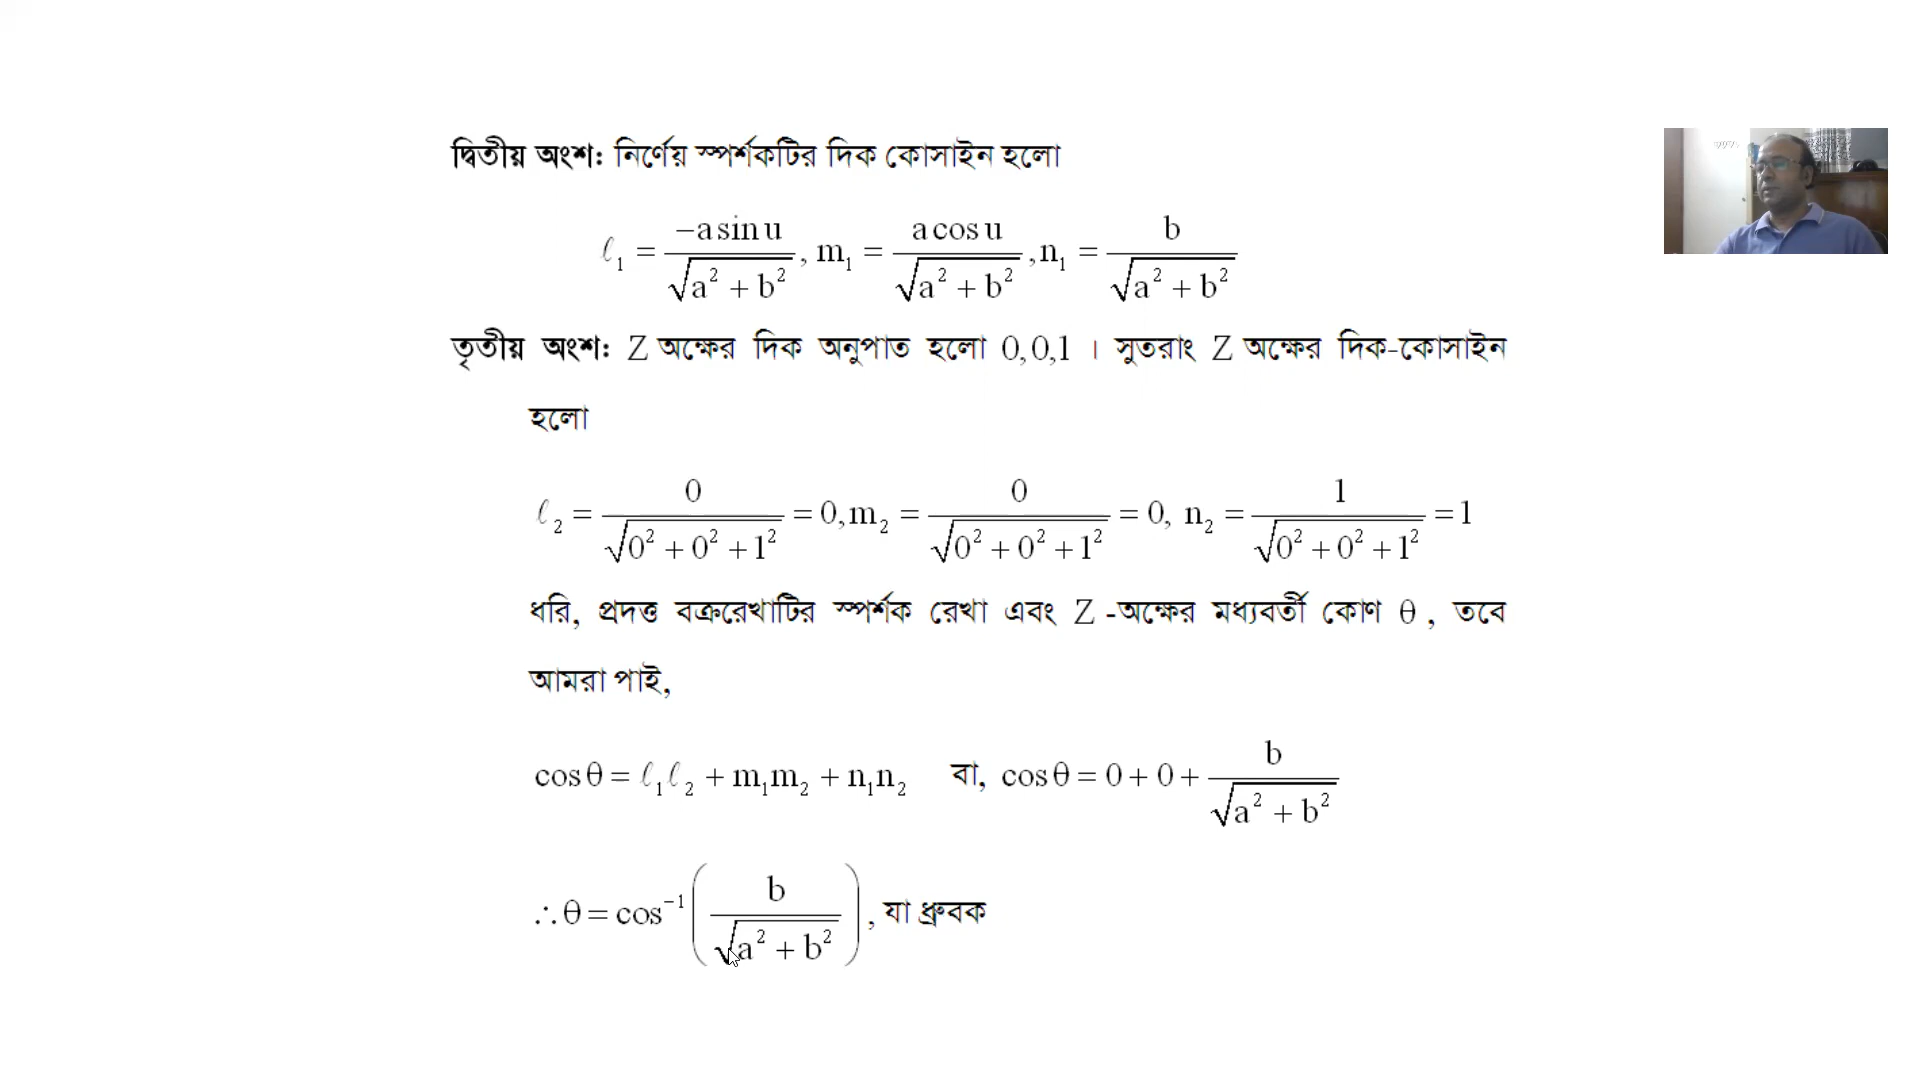 দ্বিতীয় অংশ: নির্ণেয় স্পর্শকটির দিক কোসাইন হলো
ℓ₁ = −a sin u / √(a² + b²), m₁ = a cos u / √(a² + b²), n₁ = b / √(a² + b²)
তৃতীয় অংশ: Z অক্ষের দিক অনুপাত হলো 0,0,1 । সুতরাং Z অক্ষের দিক-কোসাইন
হলো
ℓ₂ = 0 / √(0² + 0² + 1²) = 0, m₂ = 0 / √(0² + 0² + 1²) = 0, n₂ = 1 / √(0² + 0² + 1²) = 1
ধরি, প্রদত্ত বক্ররেখাটির স্পর্শক রেখা এবং Z -অক্ষের মধ্যবর্তী কোণ θ , তবে
আমরা পাই,
cos θ = ℓ₁ℓ₂ + m₁m₂ + n₁n₂ বা, cos θ = 0 + 0 + b / √(a² + b²)
∴ θ = cos⁻¹ ( b / √(a² + b²) ) , যা ধ্রুবক